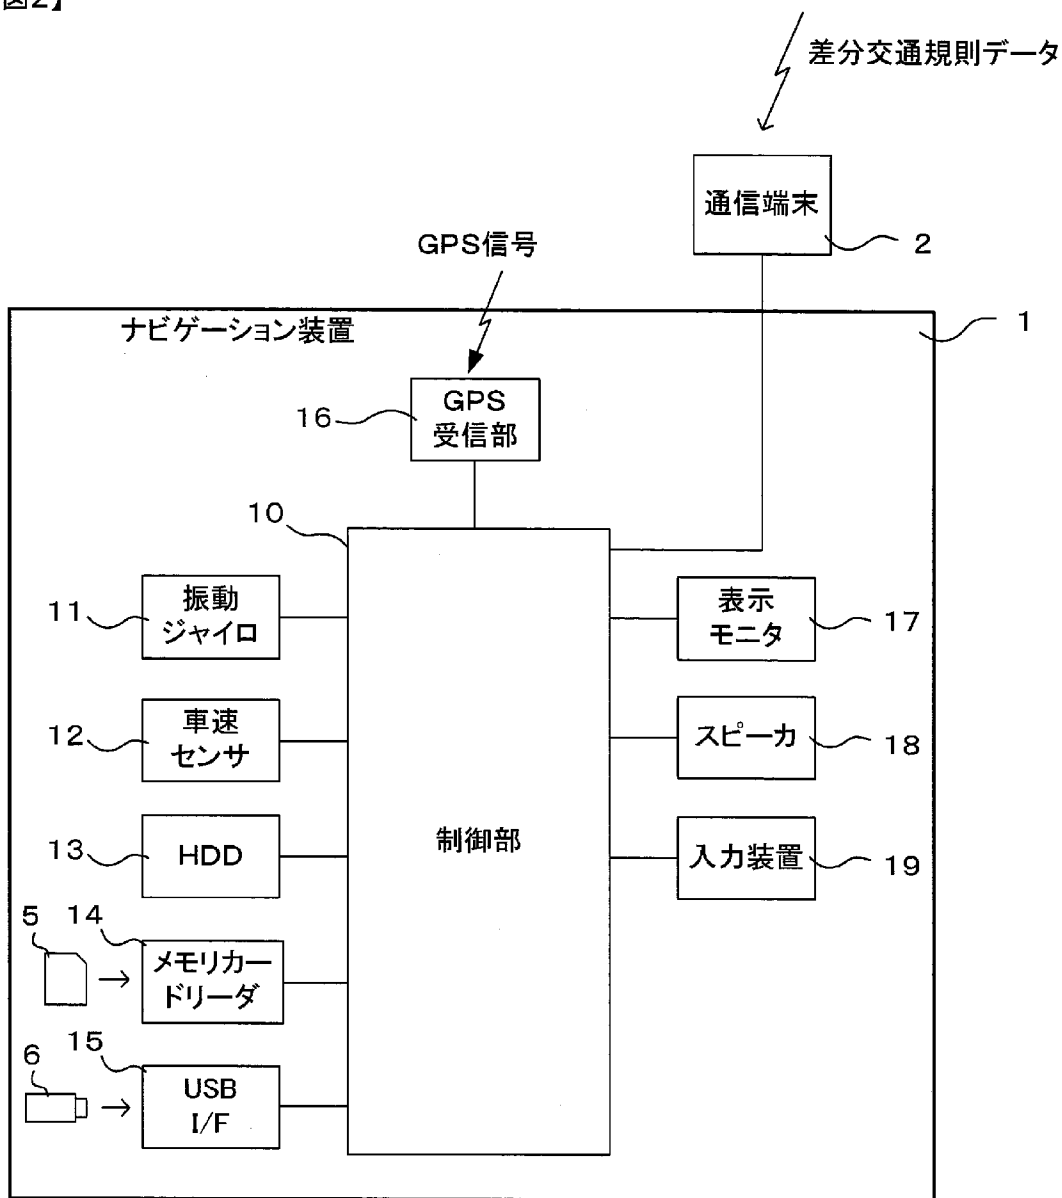 図2】
差分交通規則データ
通信端末
2
GPS信号
ナビゲーション装置
1
GPS
受信部
16
10
振動
ジャイロ
11
表示
モニタ
17
車速
センサ
12
スピーカ
18
HDD
13
制御部
入力装置
19
5
14
メモリカー
ドリーダ
6
15
USB
I/F